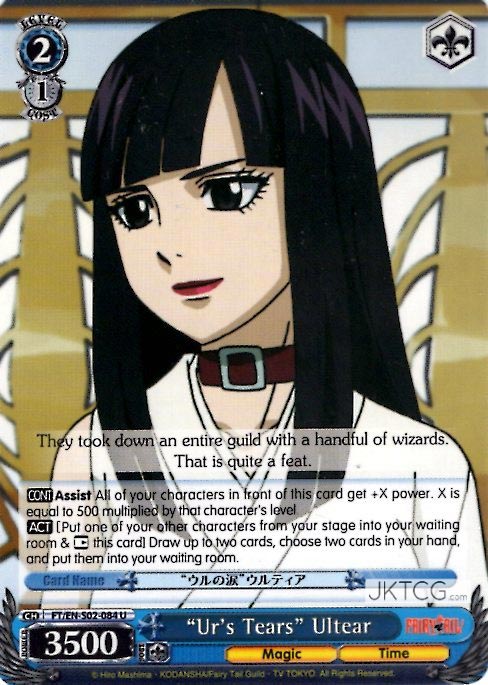 LEVEL
2
1
COST
They took down an entire guild with a handful of wizards.
That is quite a feat.
CONT Assist All of your characters in front of this card get +X power. X is
equal to 500 multiplied by that character's level
ACT [Put one of your other characters from your stage into your waiting
room & this card] Draw up to two cards, choose two cards in your hand,
and put them into your waiting room.
Card Name
“ウルの涙”ウルティア
JKTCG.com
CH FT/EN-S02-084 U
POWER 3500 SOUL
“Ur's Tears” Ultear
FAIRY TAIL
Magic Time
© Hiro Mashima · KODANSHA/Fairy Tail Guild · TV TOKYO. All Rights Reserved.